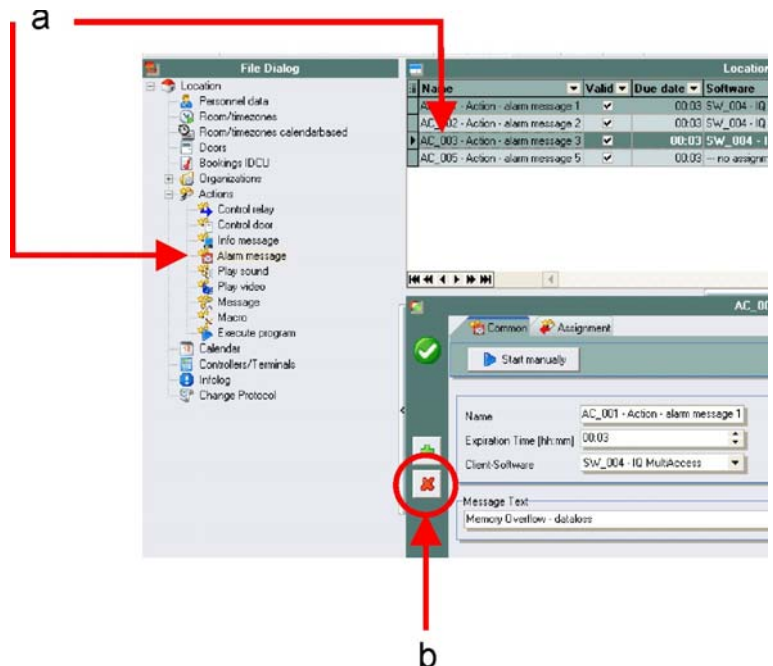 a
File Dialog
Location
Personnel data
Room/timezones
Room/timezones calendarbased
Doors
Bookings IDCU
Organizations
Actions
Control relay
Control door
Info message
Alarm message
Play sound
Play video
Message
Macro
Execute program
Calendar
Controllers/Terminals
Infolog
Change Protocol
Location
Name Valid Due date Software
- Action - alarm message 1 00:03 SW_004 - IQ
AC_002 - Action - alarm message 2 00:03 SW_004 - IQ
AC_003 - Action - alarm message 3 00:03 SW_004 - I
AC_005 - Action - alarm message 5 00:03 -- no assignm
AC_00
Common Assignment
Start manually
Name AC_001 - Action - alarm message 1
Expiration Time [hh:mm] 00:03
Client-Software SW_004 - IQ MultiAccess
Message Text
Memory Overflow - dataloss
b